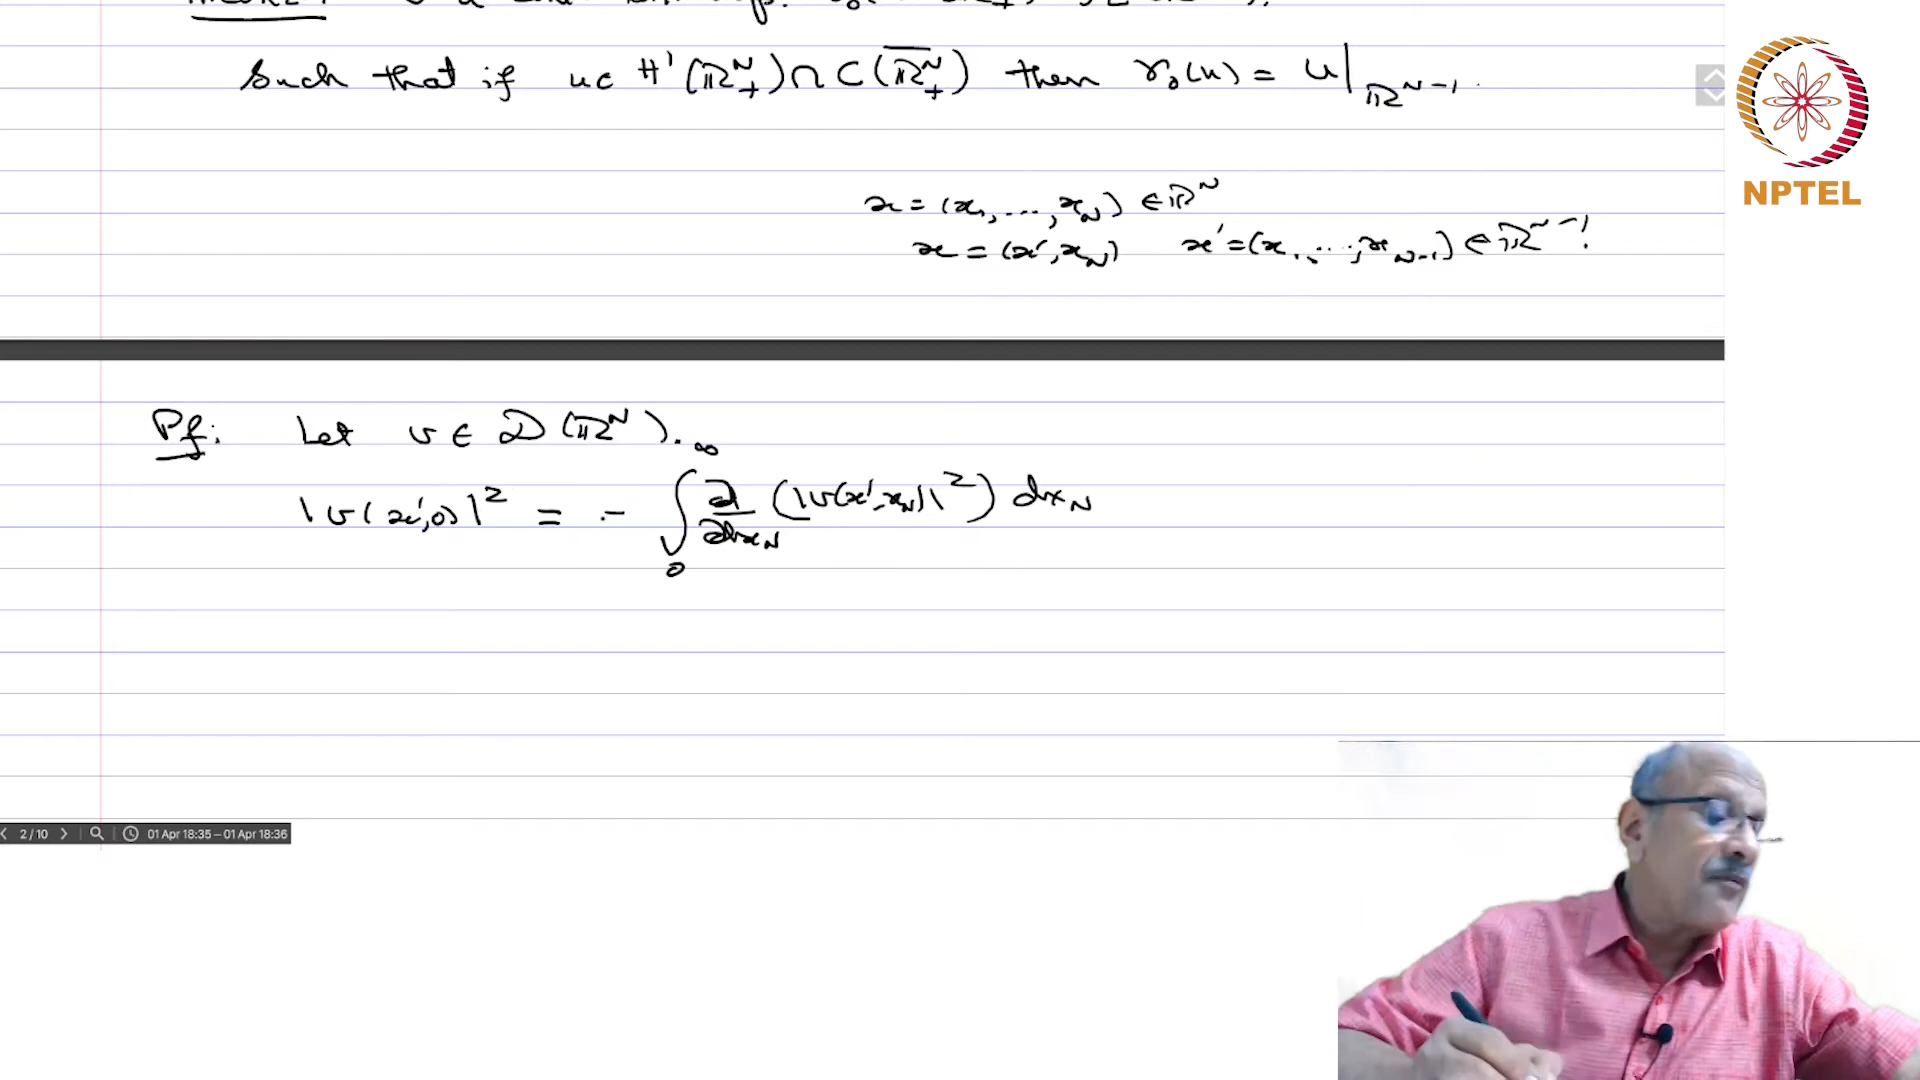 Such that if u ∈ H¹(ℝᴺ₊) ∩ C(ℝ̅ᴺ₊) then γ₀(u) = u|_ℝᴺ⁻¹.
NPTEL
x = (x₁, ..., x_N) ∈ ℝᴺ
x = (x', x_N) x' = (x₁, ..., x_{N-1}) ∈ ℝᴺ⁻¹
Pf: Let v ∈ 𝒟(ℝᴺ).
|v(x',0)|² = - ∫₀^∞ ∂/∂x_N (|v(x', x_N)|²) dx_N
2/10 01 Apr 18:35 – 01 Apr 18:36